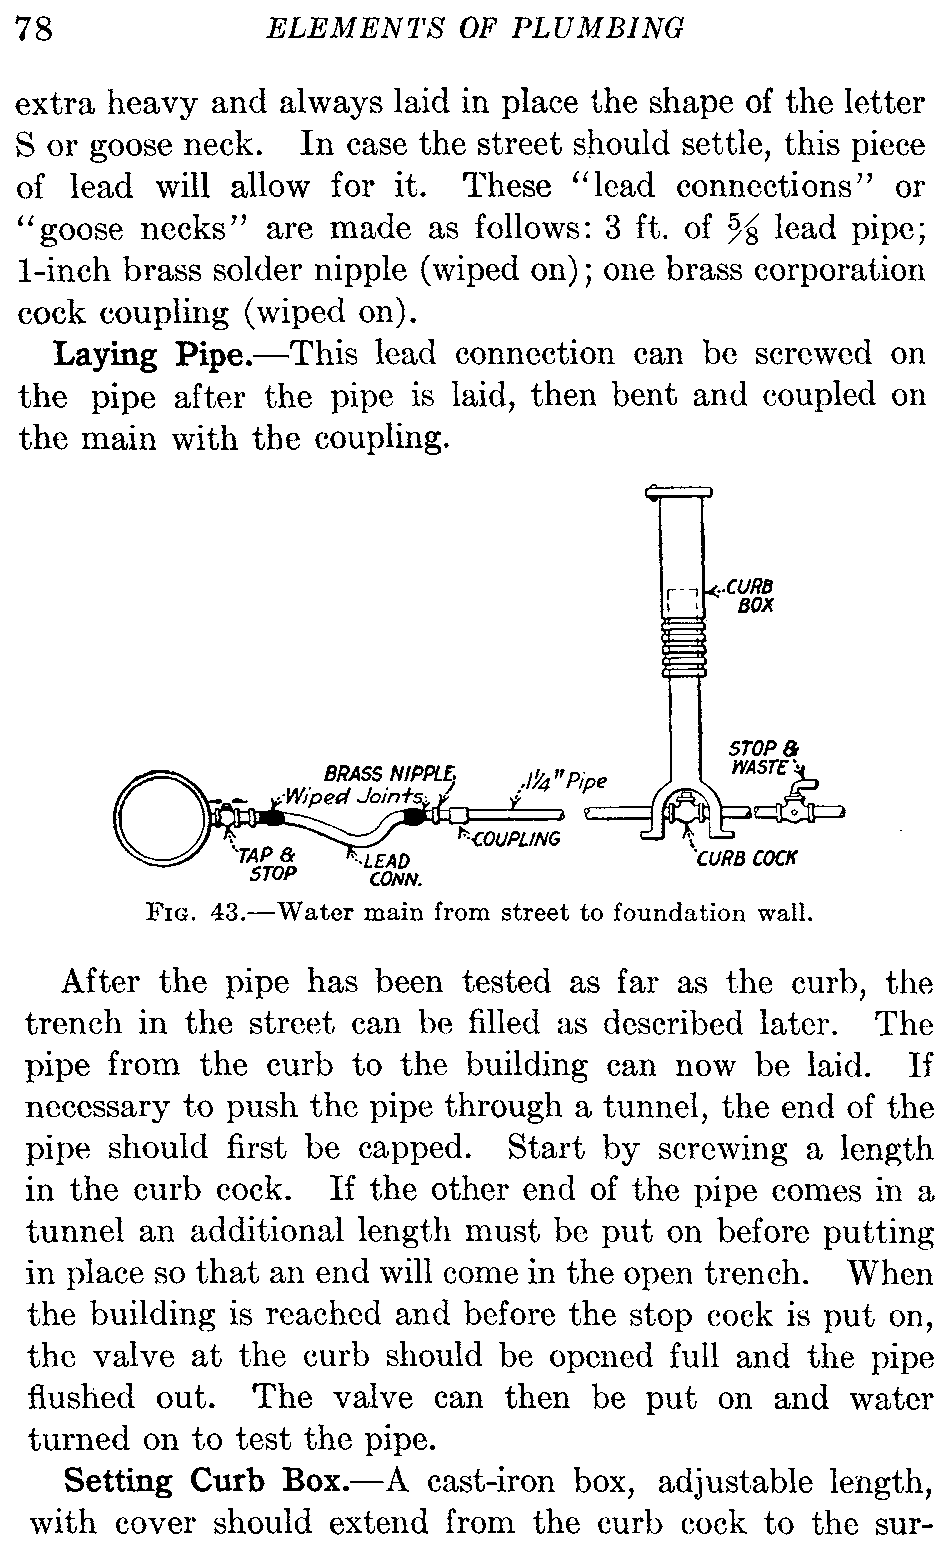 78 ELEMENTS OF PLUMBING
extra heavy and always laid in place the shape of the letter
S or goose neck. In case the street should settle, this piece
of lead will allow for it. These “lead connections” or
“goose necks” are made as follows: 3 ft. of ⅝ lead pipe;
1-inch brass solder nipple (wiped on); one brass corporation
cock coupling (wiped on).
Laying Pipe.—This lead connection can be screwed on
the pipe after the pipe is laid, then bent and coupled on
the main with the coupling.
CURB
BOX
STOP &
WASTE
BRASS NIPPLE
Wiped Joints
1¼" Pipe
COUPLING
TAP &
STOP
LEAD
CONN.
CURB COCK
FIG. 43.—Water main from street to foundation wall.
After the pipe has been tested as far as the curb, the
trench in the street can be filled as described later. The
pipe from the curb to the building can now be laid. If
necessary to push the pipe through a tunnel, the end of the
pipe should first be capped. Start by screwing a length
in the curb cock. If the other end of the pipe comes in a
tunnel an additional length must be put on before putting
in place so that an end will come in the open trench. When
the building is reached and before the stop cock is put on,
the valve at the curb should be opened full and the pipe
flushed out. The valve can then be put on and water
turned on to test the pipe.
Setting Curb Box.—A cast-iron box, adjustable length,
with cover should extend from the curb cock to the sur-